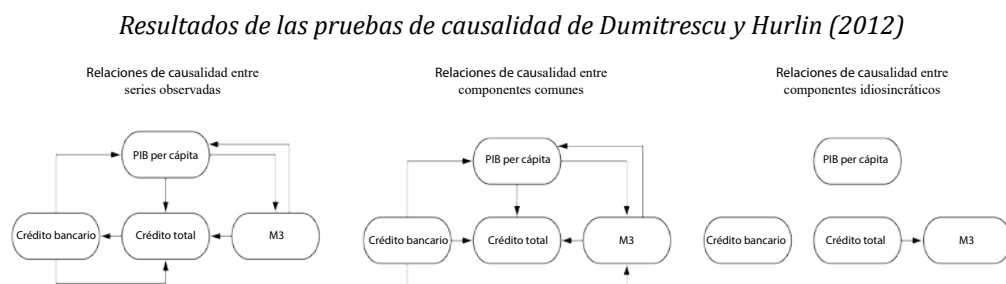 Resultados de las pruebas de causalidad de Dumitrescu y Hurlin (2012)
Relaciones de causalidad entre
series observadas
PIB per cápita
Crédito bancario
Crédito total
M3
Relaciones de causalidad entre
componentes comunes
PIB per cápita
Crédito bancario
Crédito total
M3
Relaciones de causalidad entre
componentes idiosincráticos
PIB per cápita
Crédito bancario
Crédito total
M3